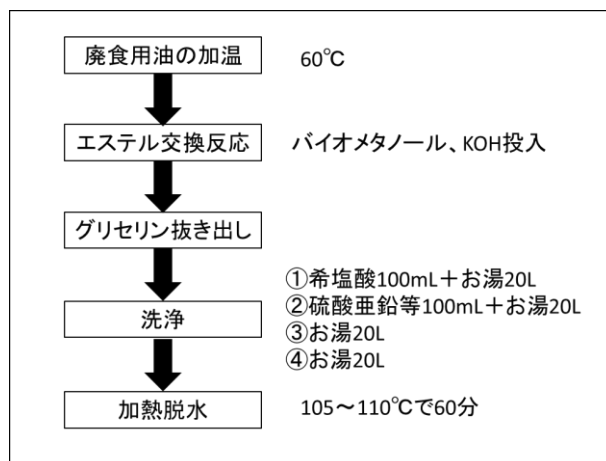 廃食用油の加温
60℃
エステル交換反応
バイオメタノール、KOH投入
グリセリン抜き出し
洗浄
①希塩酸100mL＋お湯20L
②硫酸亜鉛等100mL＋お湯20L
③お湯20L
④お湯20L
加熱脱水
105～110℃で60分